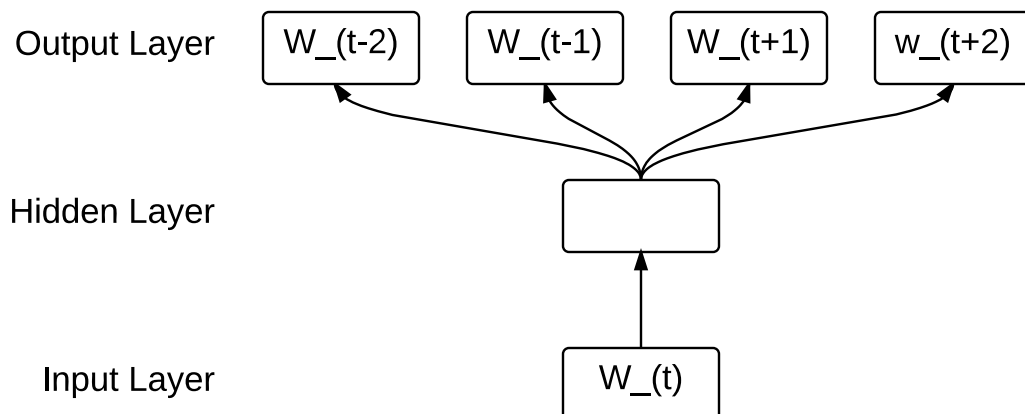 Output Layer W_(t-2) W_(t-1) W_(t+1) w_(t+2)
Hidden Layer
Input Layer W_(t)